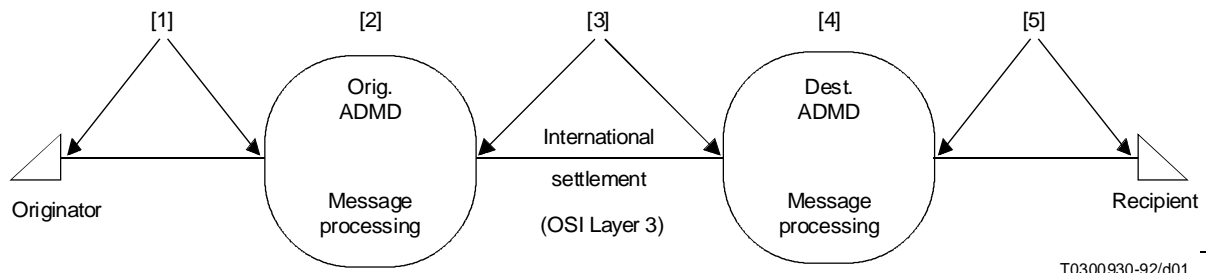 [1] [2] [3] [4] [5]
Orig.
ADMD
Dest.
ADMD
International
settlement
(OSI Layer 3)
Message
processing
Message
processing
Originator
Recipient
T0300930-92/d01